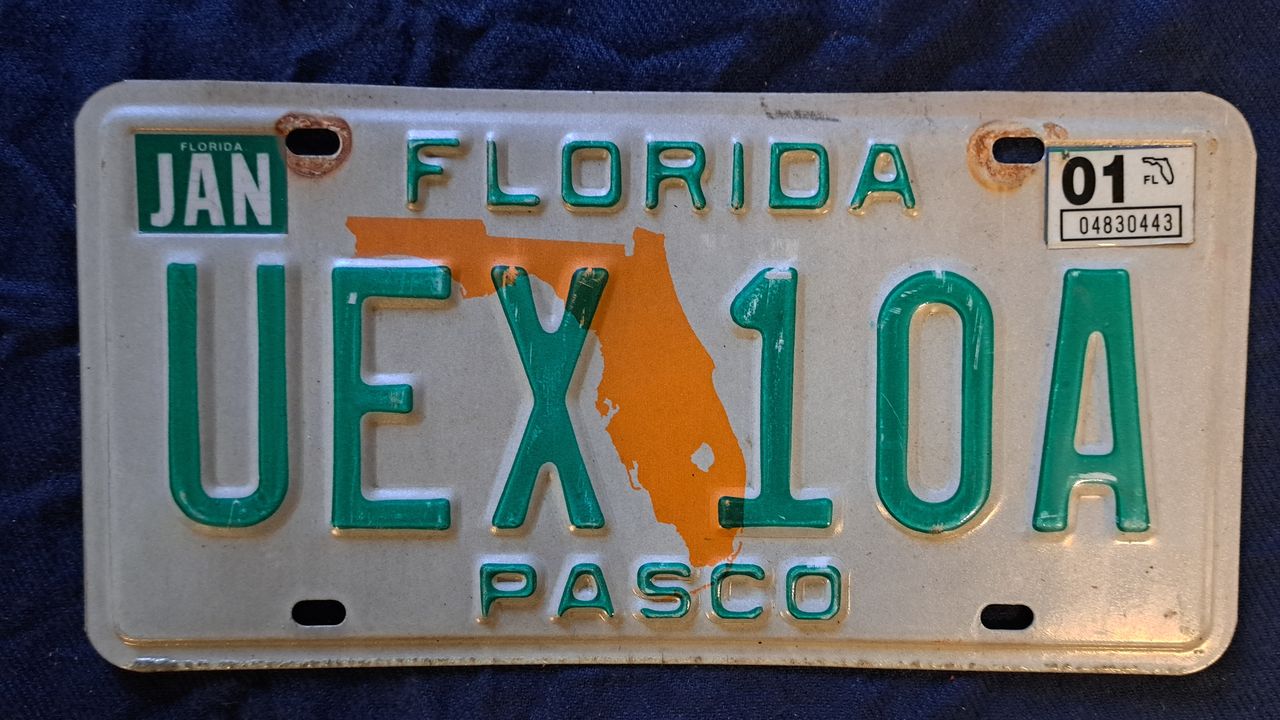 FLORIDA
JAN
FLORIDA
01 FL
04830443
UEX 10A
PASCO